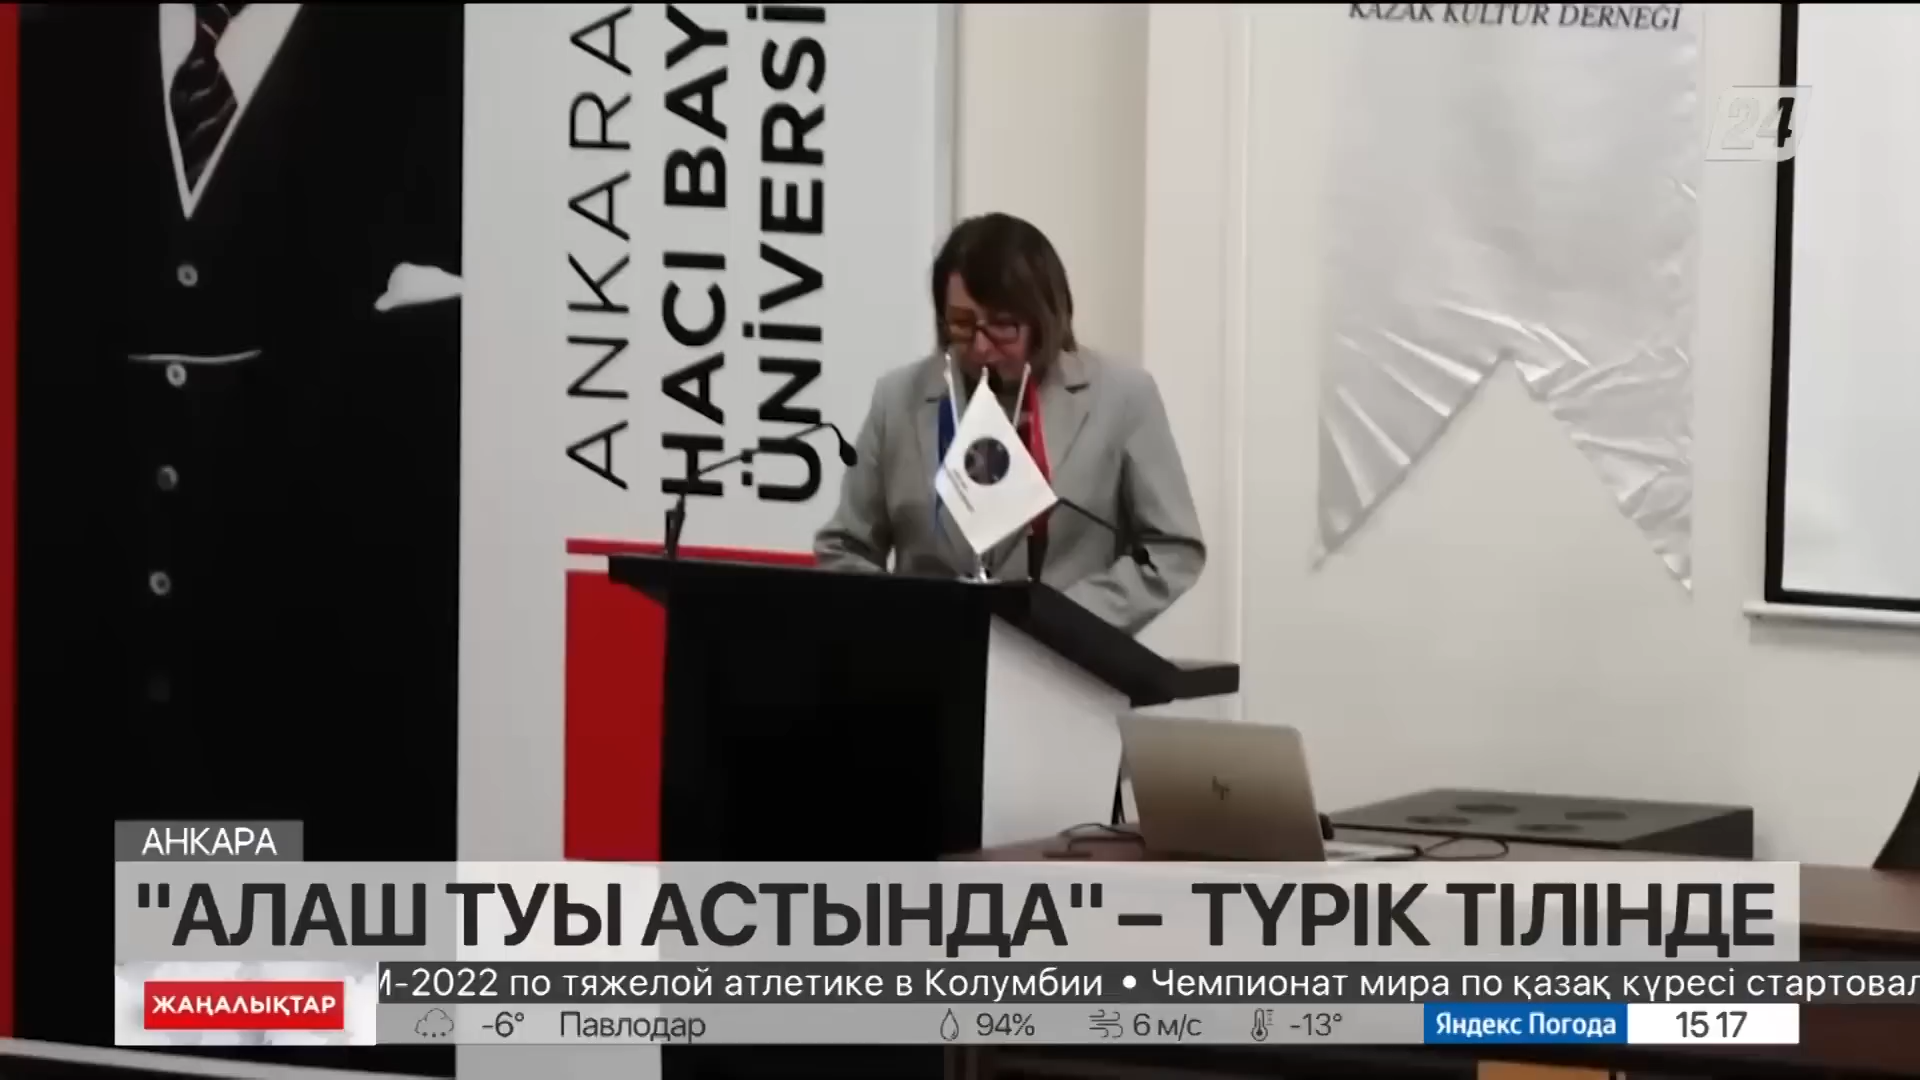 KAZAK KÜLTÜR DERNEĞİ
24
ANKARA
HACI BAY
ÜNİVERSİ
hp
АНКАРА
"АЛАШ ТУЫ АСТЫНДА" – ТҮРІК ТІЛІНДЕ
-2022 по тяжелой атлетике в Колумбии • Чемпионат мира по қазақ күресі стартовал
ЖАҢАЛЫҚТАР
-6° Павлодар 94% 6 м/с -13° Яндекс Погода 15 17